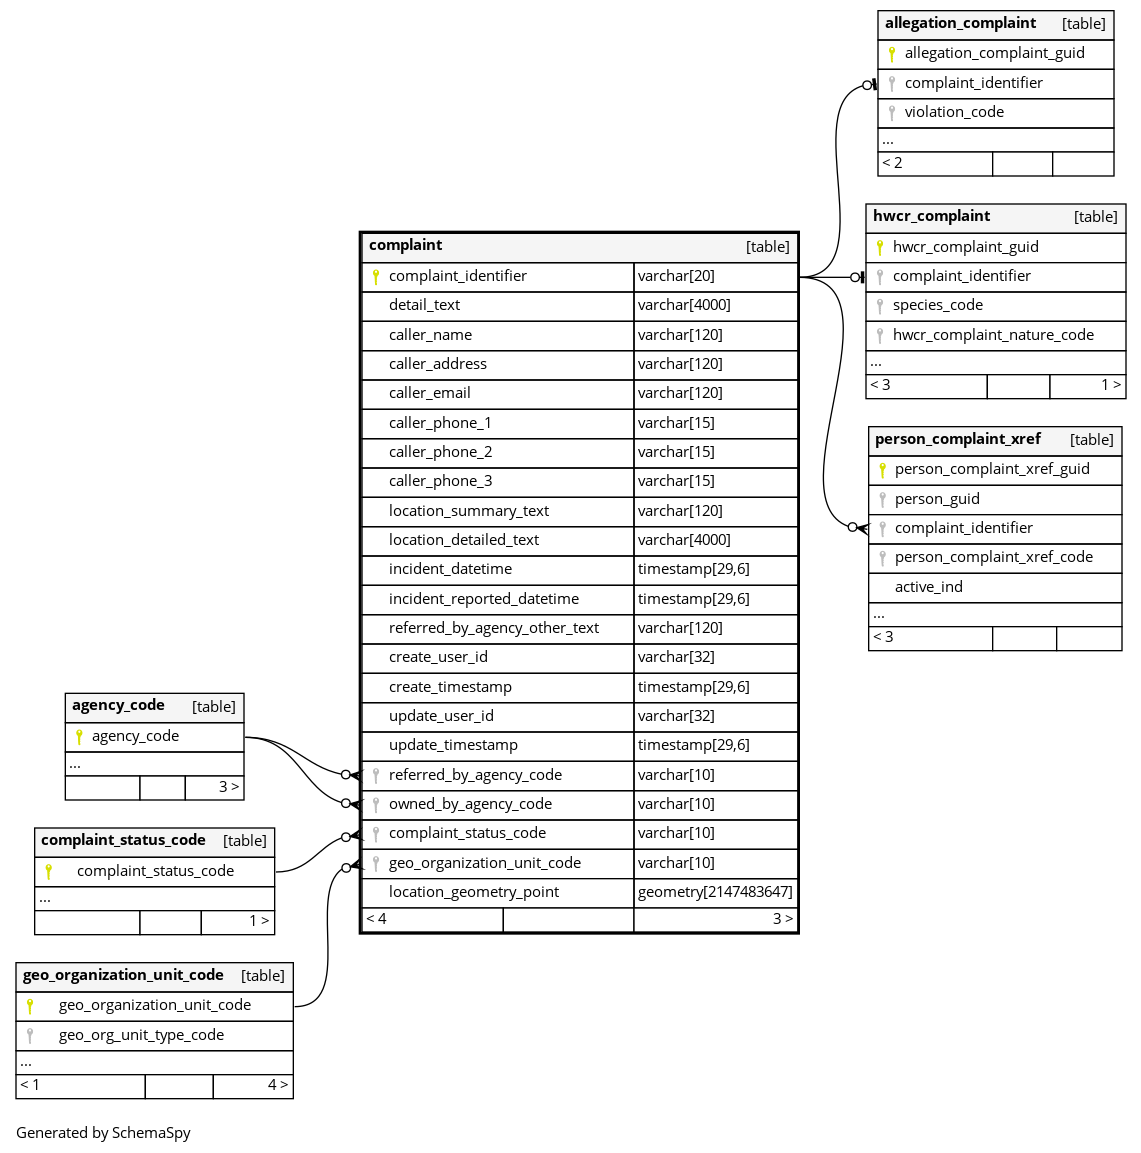 allegation_complaint [table]
allegation_complaint_guid
complaint_identifier
violation_code
...
< 2
hwcr_complaint [table]
hwcr_complaint_guid
complaint_identifier
species_code
hwcr_complaint_nature_code
...
< 3 1 >
person_complaint_xref [table]
person_complaint_xref_guid
person_guid
complaint_identifier
person_complaint_xref_code
active_ind
...
< 3
complaint [table]
complaint_identifier varchar[20]
detail_text varchar[4000]
caller_name varchar[120]
caller_address varchar[120]
caller_email varchar[120]
caller_phone_1 varchar[15]
caller_phone_2 varchar[15]
caller_phone_3 varchar[15]
location_summary_text varchar[120]
location_detailed_text varchar[4000]
incident_datetime timestamp[29,6]
incident_reported_datetime timestamp[29,6]
referred_by_agency_other_text varchar[120]
create_user_id varchar[32]
create_timestamp timestamp[29,6]
update_user_id varchar[32]
update_timestamp timestamp[29,6]
referred_by_agency_code varchar[10]
owned_by_agency_code varchar[10]
complaint_status_code varchar[10]
geo_organization_unit_code varchar[10]
location_geometry_point geometry[2147483647]
< 4 3 >
agency_code [table]
agency_code
...
3 >
complaint_status_code [table]
complaint_status_code
...
1 >
geo_organization_unit_code [table]
geo_organization_unit_code
geo_org_unit_type_code
...
< 1 4 >
Generated by SchemaSpy